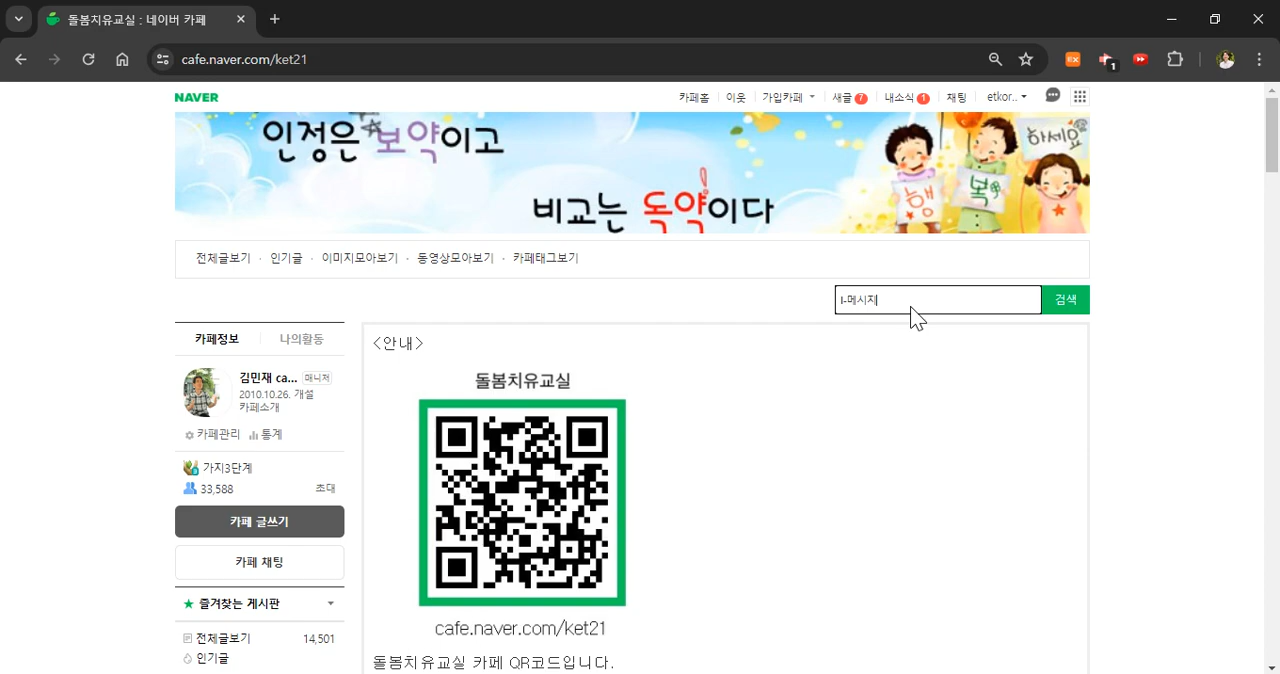 돌봄치유교실 : 네이버 카페
cafe.naver.com/ket21
EX
1
NAVER
카페홈 이웃 가입카페 새글 7 내소식 1 채팅 etkor..
인정은 보약이고
비교는 독약이다
행 복 하세요
전체글보기 · 인기글 · 이미지모아보기 · 동영상모아보기 · 카페태그보기
I-메시지 검색
카페정보 나의활동
<안내>
김민재 ca... 매니저
2010.10.26. 개설
카페소개
카페관리 통계
가지3단계
33,588 초대
카페 글쓰기
카페 채팅
즐겨찾는 게시판
전체글보기 14,501
인기글
돌봄치유교실
cafe.naver.com/ket21
돌봄치유교실 카페 QR코드입니다.